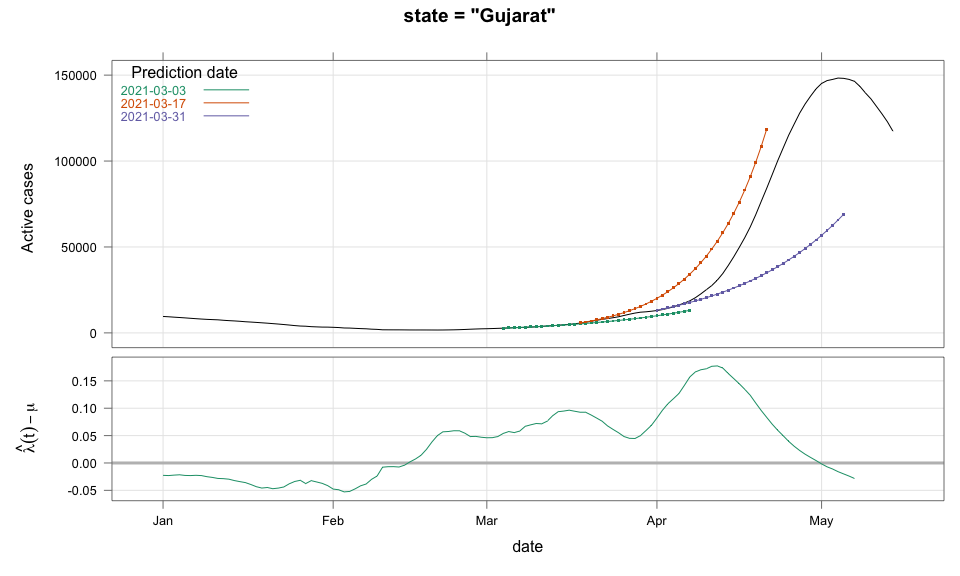 state = "Gujarat"
Prediction date
2021-03-03
2021-03-17
2021-03-31
Active cases
150000
100000
50000
0
λ̂(t) − μ
0.15
0.10
0.05
0.00
-0.05
Jan Feb Mar Apr May
date